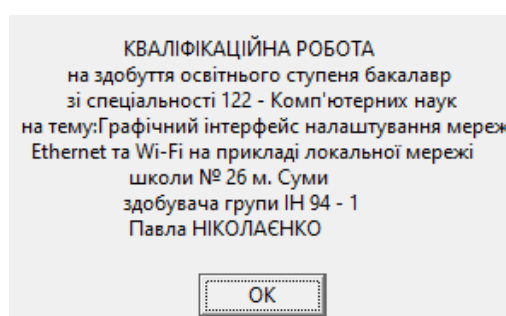 КВАЛІФІКАЦІЙНА РОБОТА
на здобуття освітнього ступеня бакалавр
зі спеціальності 122 - Комп'ютерних наук
на тему:Графічний інтерфейс налаштування мереж
Ethernet та Wi-Fi на прикладі локальної мережі
школи № 26 м. Суми
здобувача групи ІН 94 - 1
Павла НІКОЛАЄНКО
OK